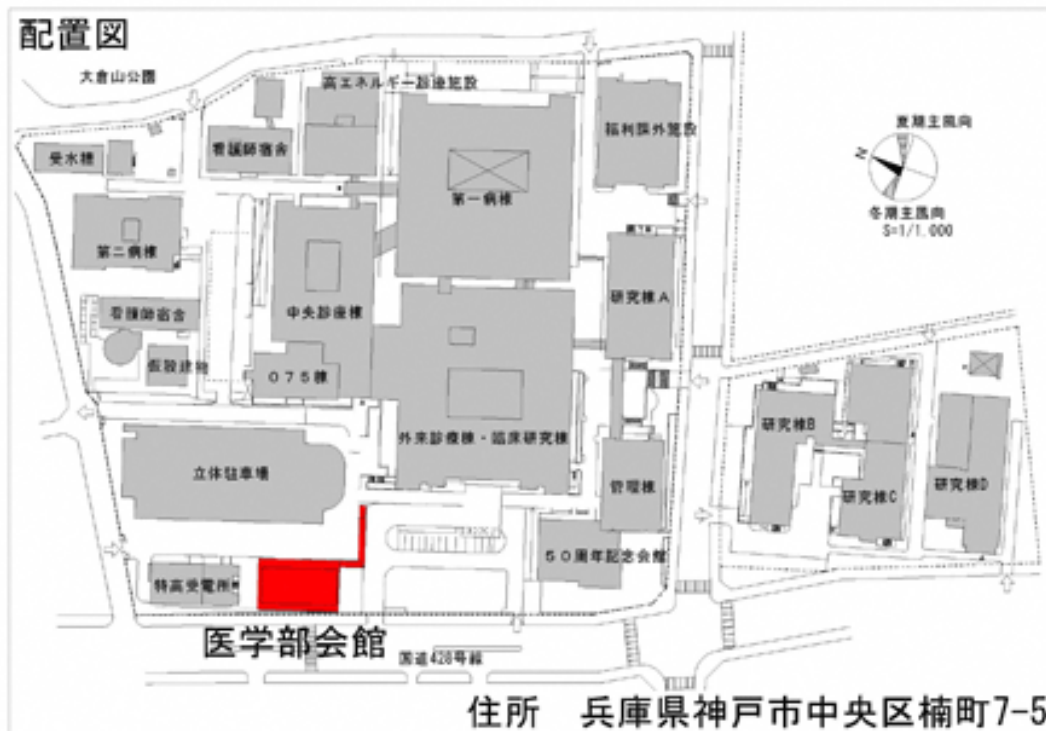 配置図
大倉山公園
高エネルギー診療施設
福利課外施設
夏期主風向
看護師宿舎
受水槽
N
第一病棟
冬期主風向
S=1/1.000
第二病棟
研究棟A
中央診療棟
看護師宿舎
仮設建物
075棟
外来診療棟・臨床研究棟
研究棟B
立体駐車場
管理棟
研究棟C
研究棟D
50周年記念会館
特高受電所
医学部会館
国道428号線
住所 兵庫県神戸市中央区楠町7-5